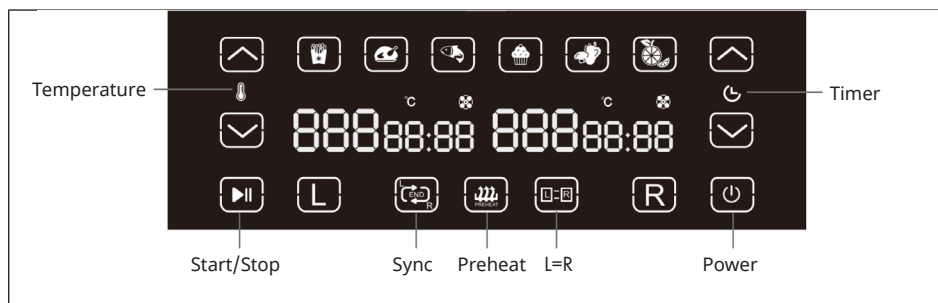 °C °C
Temperature
Timer
888 88:88 888 88:88
L
L END R
PREHEAT
L=R
R
Start/Stop
Sync
Preheat
L=R
Power